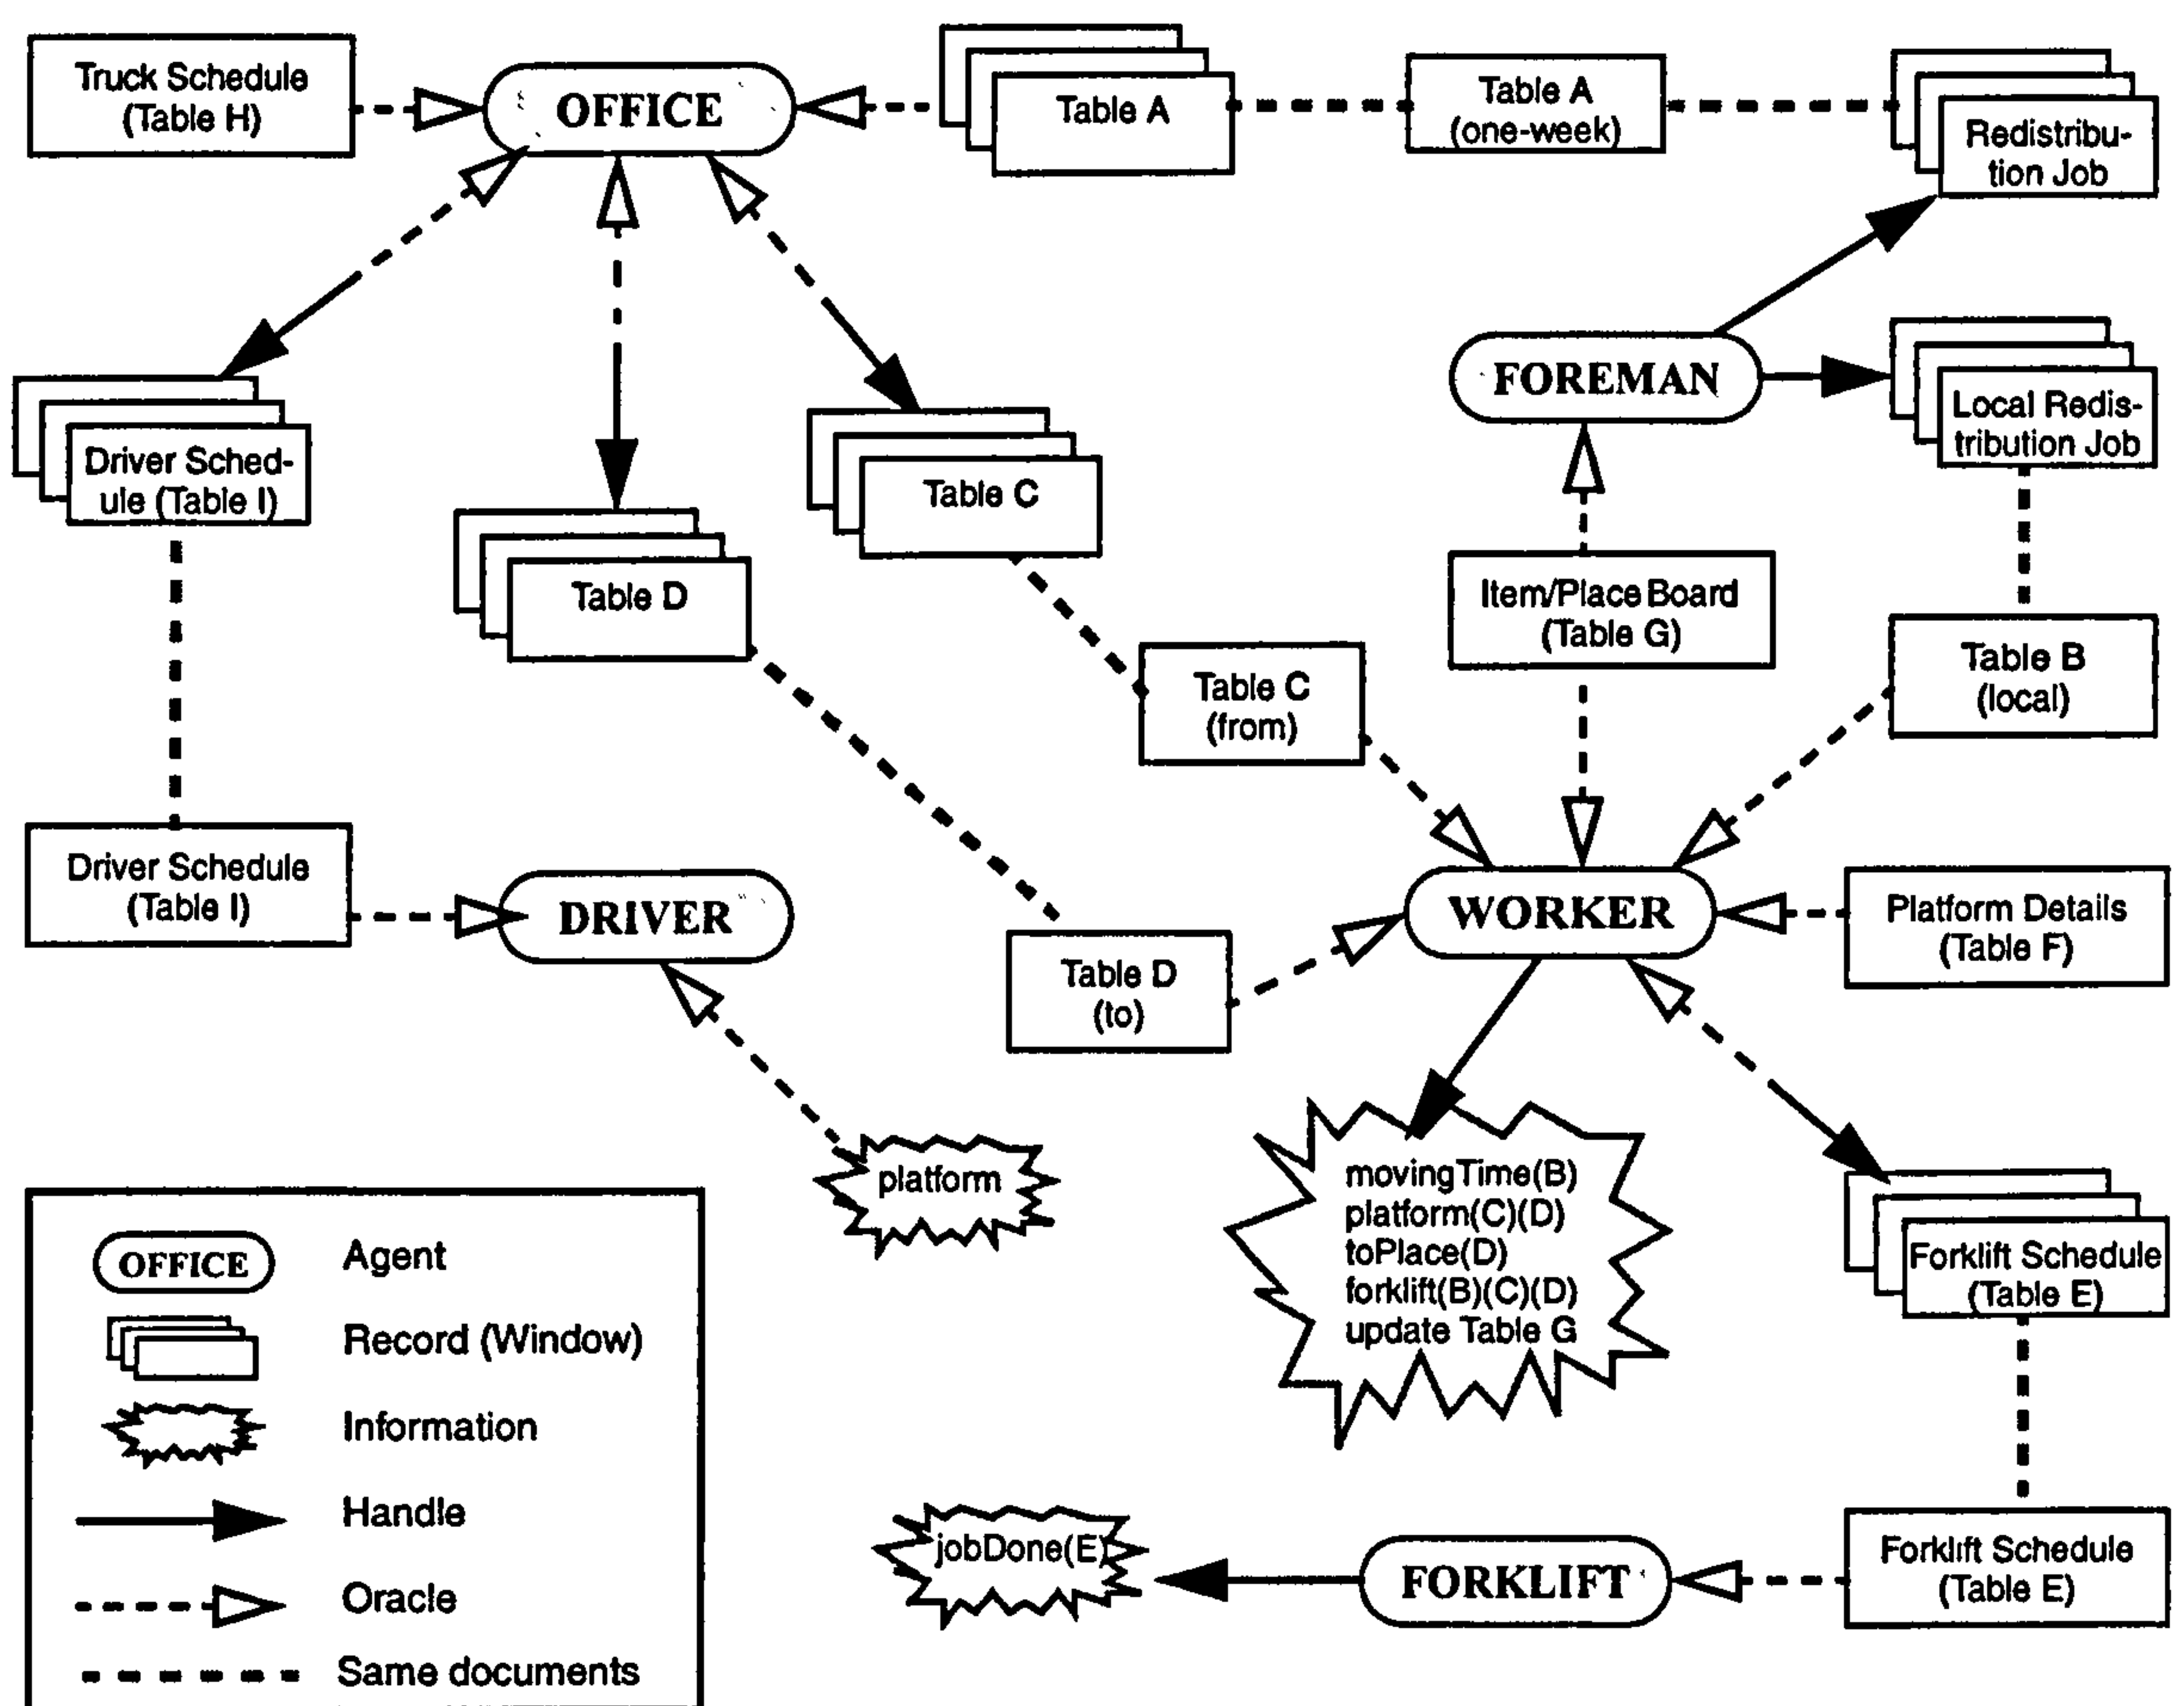 Truck Schedule
(Table H)
OFFICE
Table A
Table A
(one-week)
Redistribu-
tion Job
FOREMAN
Local Redis-
tribution Job
Driver Sched-
ule (Table I)
Table D
Table C
Item/Place Board
(Table G)
Table B
(local)
Table C
(from)
Driver Schedule
(Table I)
DRIVER
Table D
(to)
WORKER
Platform Details
(Table F)
platform
movingTime(B)
platform(C)(D)
toPlace(D)
forklift(B)(C)(D)
update Table G
Forklift Schedule
(Table E)
jobDone(E)
FORKLIFT
Forklift Schedule
(Table E)
OFFICE
Agent
Record (Window)
Information
Handle
Oracle
Same documents